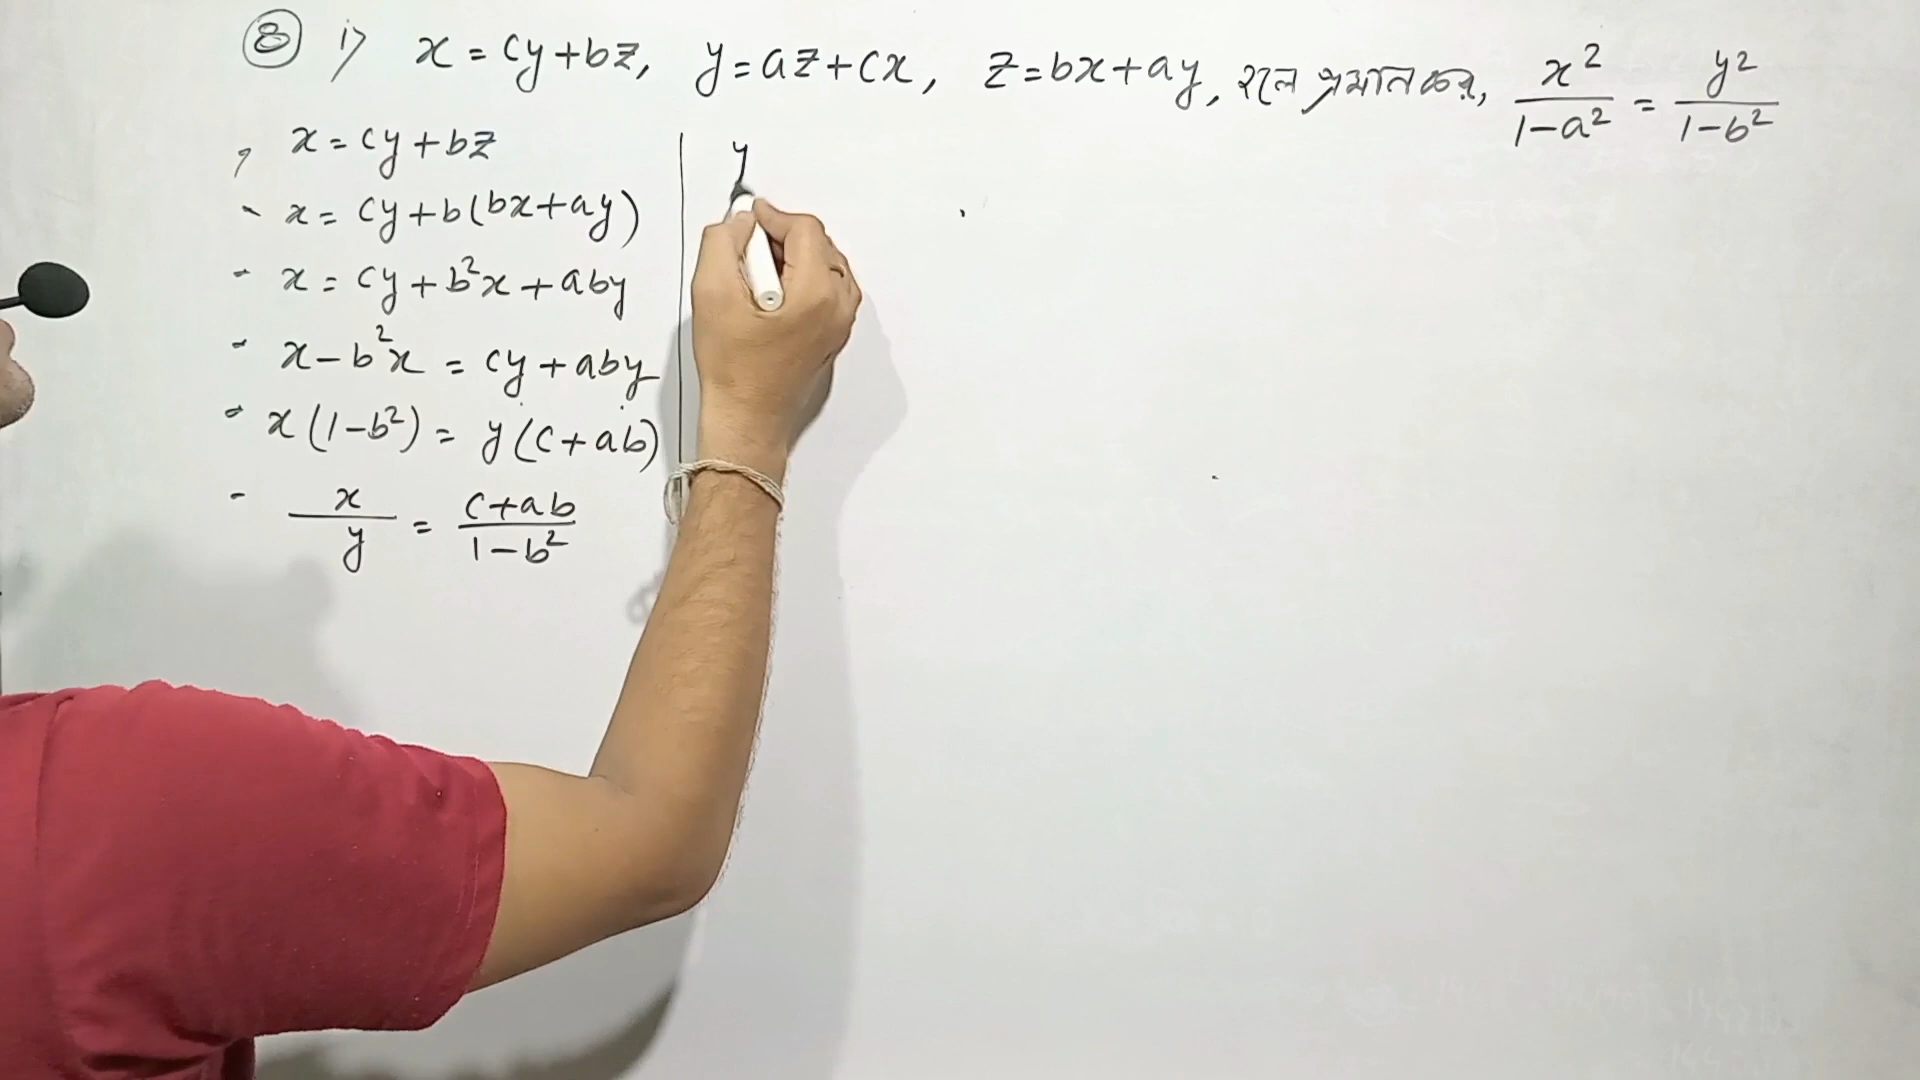 8 i) x = cy + bz, y = az + cx, z = bx + ay, হলে প্রমান কর, x²/(1-a²) = y²/(1-b²)
, x = cy + bz
- x = cy + b(bx + ay)
- x = cy + b²x + aby
- x - b²x = cy + aby
- x(1-b²) = y(c + ab)
- x/y = (c+ab)/(1-b²)
y